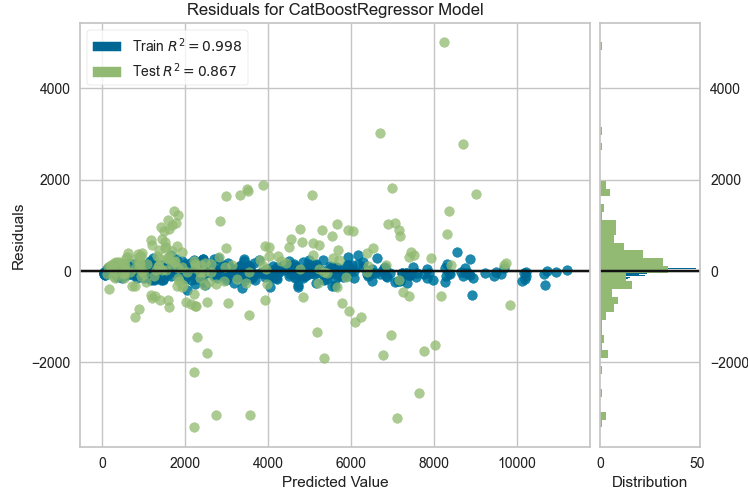 Residuals for CatBoostRegressor Model
Train R² = 0.998
Test R² = 0.867
Residuals
4000
2000
0
−2000
4000
2000
0
−2000
0
2000
4000
6000
8000
10000
0
50
Predicted Value
Distribution